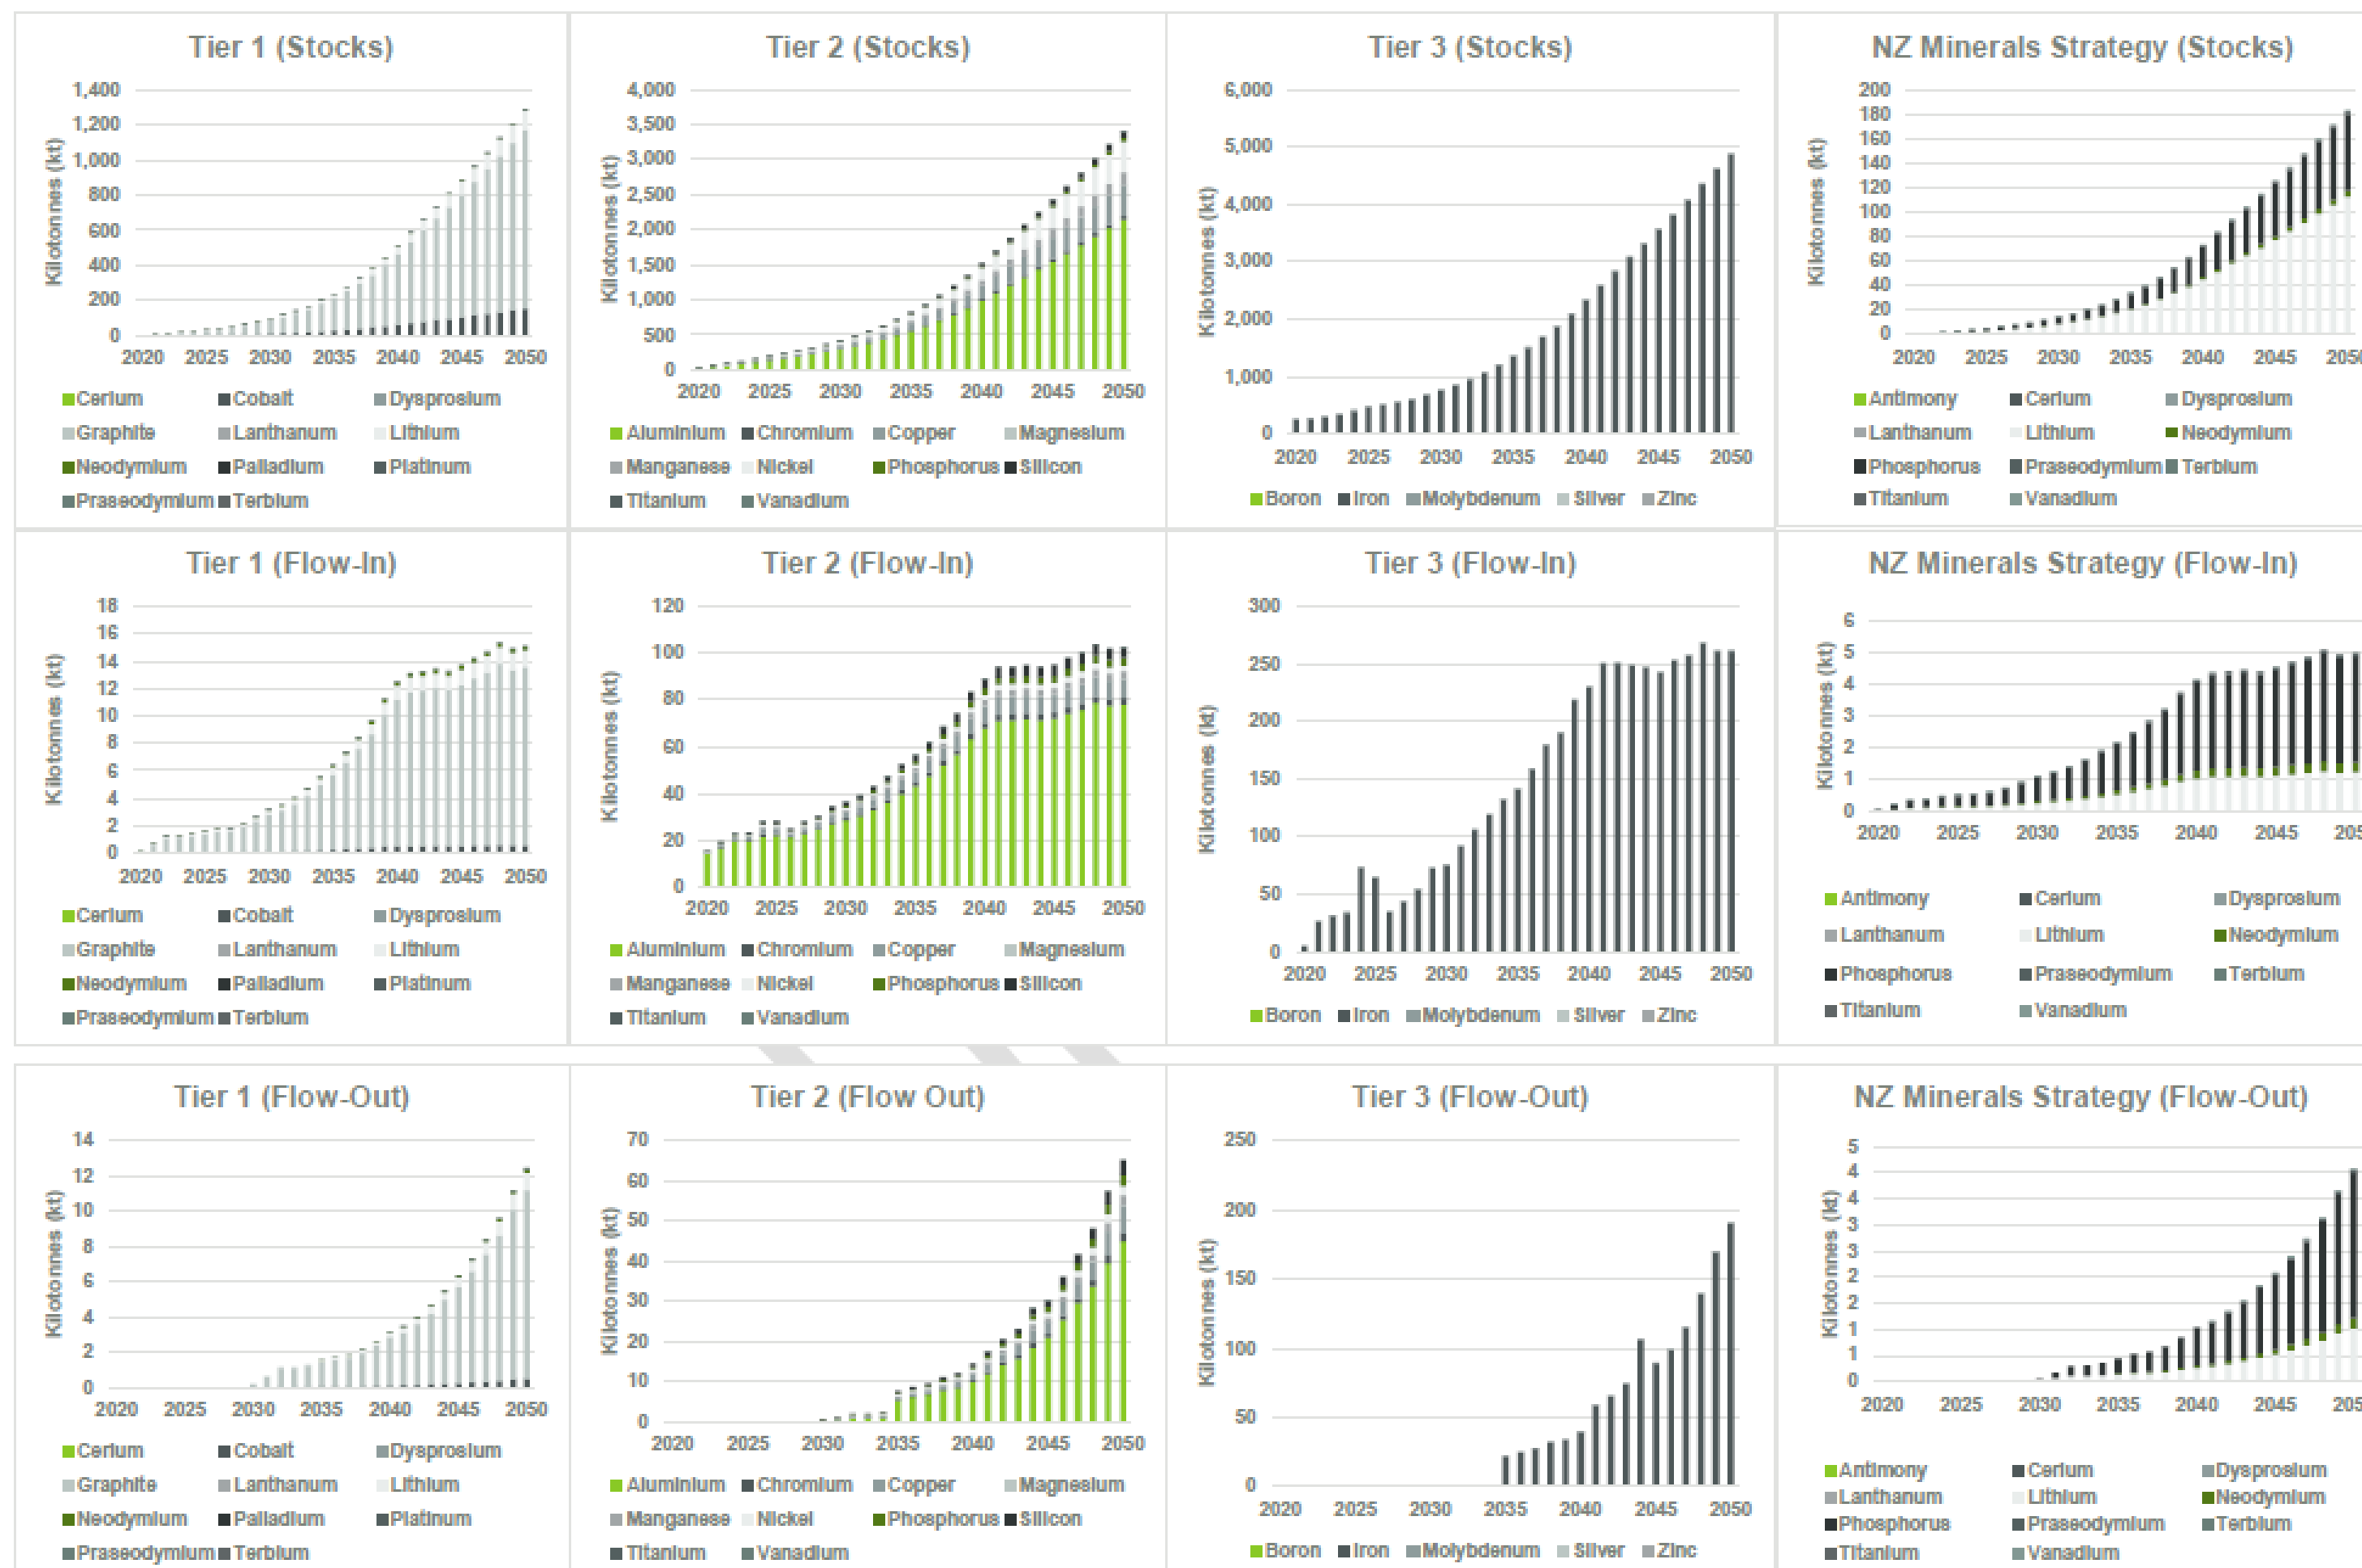 Tier 1 (Stocks)
Kilotonnes (kt)
1,400
1,200
1,000
800
600
400
200
0
2020 2025 2030 2035 2040 2045 2050
Cerium Cobalt Dysprosium
Graphite Lanthanum Lithium
Neodymium Palladium Platinum
Praseodymium Terbium
Tier 2 (Stocks)
Kilotonnes (kt)
4,000
3,500
3,000
2,500
2,000
1,500
1,000
500
0
2020 2025 2030 2035 2040 2045 2050
Aluminium Chromium Copper Magnesium
Manganese Nickel Phosphorus Silicon
Titanium Vanadium
Tier 3 (Stocks)
Kilotonnes (kt)
6,000
5,000
4,000
3,000
2,000
1,000
0
2020 2025 2030 2035 2040 2045 2050
Boron Iron Molybdenum Silver Zinc
NZ Minerals Strategy (Stocks)
Kilotonnes (kt)
200
180
160
140
120
100
80
60
40
20
0
2020 2025 2030 2035 2040 2045 2050
Antimony Cerium Dysprosium
Lanthanum Lithium Neodymium
Phosphorus Praseodymium Terbium
Titanium Vanadium
Tier 1 (Flow-In)
Kilotonnes (kt)
18
16
14
12
10
8
6
4
2
0
2020 2025 2030 2035 2040 2045 2050
Cerium Cobalt Dysprosium
Graphite Lanthanum Lithium
Neodymium Palladium Platinum
Praseodymium Terbium
Tier 2 (Flow-In)
Kilotonnes (kt)
120
100
80
60
40
20
0
2020 2025 2030 2035 2040 2045 2050
Aluminium Chromium Copper Magnesium
Manganese Nickel Phosphorus Silicon
Titanium Vanadium
Tier 3 (Flow-In)
Kilotonnes (kt)
300
250
200
150
100
50
0
2020 2025 2030 2035 2040 2045 2050
Boron Iron Molybdenum Silver Zinc
NZ Minerals Strategy (Flow-In)
Kilotonnes (kt)
6
5
4
3
2
1
0
2020 2025 2030 2035 2040 2045 205
Antimony Cerium Dysprosium
Lanthanum Lithium Neodymium
Phosphorus Praseodymium Terbium
Titanium Vanadium
Tier 1 (Flow-Out)
Kilotonnes (kt)
14
12
10
8
6
4
2
0
2020 2025 2030 2035 2040 2045 2050
Cerium Cobalt Dysprosium
Graphite Lanthanum Lithium
Neodymium Palladium Platinum
Praseodymium Terbium
Tier 2 (Flow Out)
Kilotonnes (kt)
70
60
50
40
30
20
10
0
2020 2025 2030 2035 2040 2045 2050
Aluminium Chromium Copper Magnesium
Manganese Nickel Phosphorus Silicon
Titanium Vanadium
Tier 3 (Flow-Out)
Kilotonnes (kt)
250
200
150
100
50
0
2020 2025 2030 2035 2040 2045 2050
Boron Iron Molybdenum Silver Zinc
NZ Minerals Strategy (Flow-Out)
Kilotonnes (kt)
5
4
4
3
3
2
2
1
1
0
2020 2025 2030 2035 2040 2045 205
Antimony Cerium Dysprosium
Lanthanum Lithium Neodymium
Phosphorus Praseodymium Terbium
Titanium Vanadium